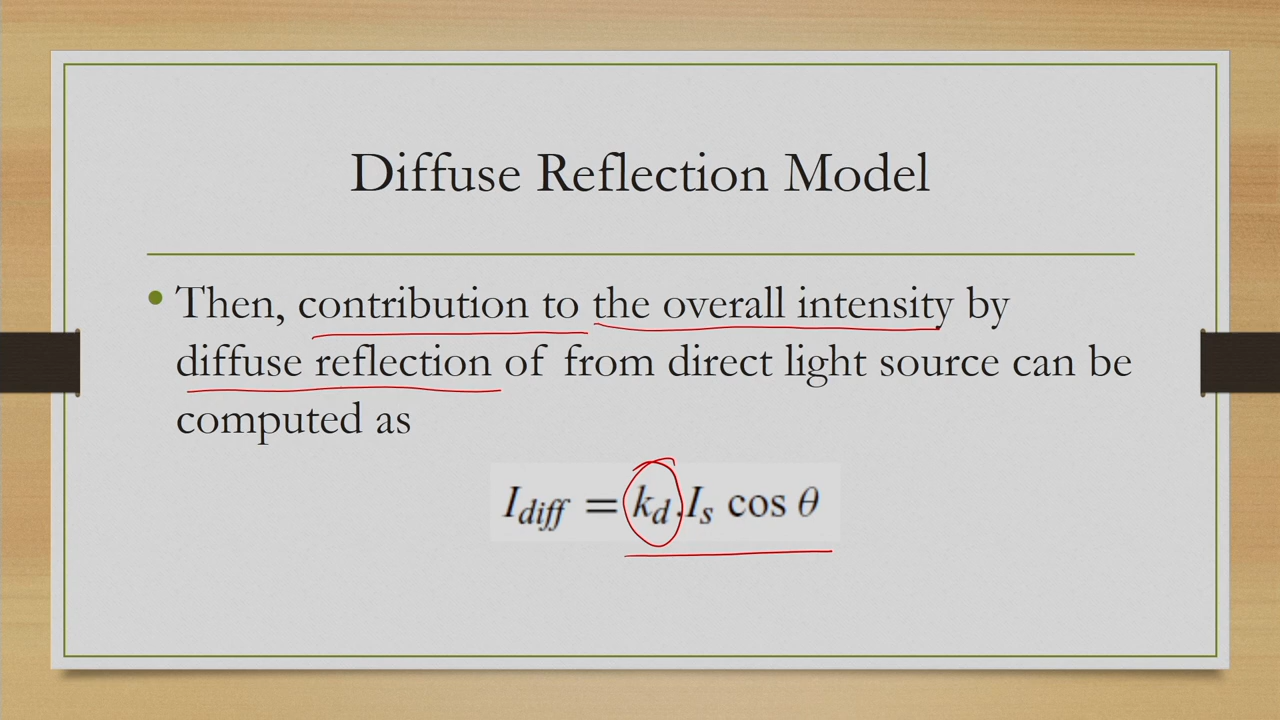 Diffuse Reflection Model
• Then, contribution to the overall intensity by
diffuse reflection of from direct light source can be
computed as
I_diff = k_d.I_s cos θ